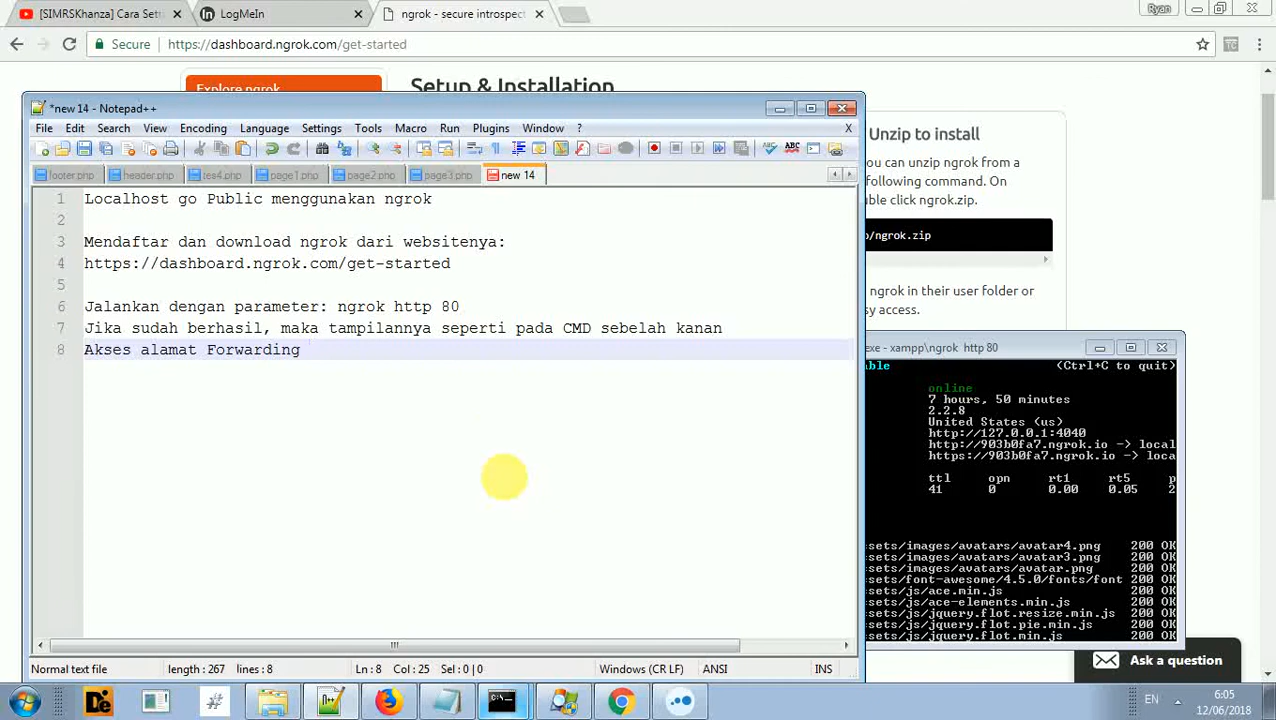 [SIMRSKhanza] Cara Sett
LogMeIn
ngrok - secure introspect
Ryan
Secure
https://dashboard.ngrok.com/get-started
Explore ngrok
Setup & Installation
*new 14 - Notepad++
File Edit Search View Encoding Language Settings Tools Macro Run Plugins Window ?
X
footer.php header.php tes4.php page1.php page2.php page3.php new 14
1 Localhost go Public menggunakan ngrok
2
3 Mendaftar dan download ngrok dari websitenya:
4 https://dashboard.ngrok.com/get-started
5
6 Jalankan dengan parameter: ngrok http 80
7 Jika sudah berhasil, maka tampilannya seperti pada CMD sebelah kanan
8 Akses alamat Forwarding
Normal text file length : 267 lines : 8 Ln : 8 Col : 25 Sel : 0 | 0 Windows (CR LF) ANSI INS
Unzip to install
you can unzip ngrok from a
following command. On
uble click ngrok.zip.
o/ngrok.zip
ngrok in their user folder or
sy access.
exe - xampp\ngrok http 80
able (Ctrl+C to quit)
online
7 hours, 50 minutes
2.2.8
United States (us)
http://127.0.0.1:4040
http://903b0fa7.ngrok.io -> local
https://903b0fa7.ngrok.io -> loca
ttl opn rt1 rt5 p
41 0 0.00 0.05 2
sets/images/avatars/avatar4.png 200 OK
sets/images/avatars/avatar3.png 200 OK
sets/images/avatars/avatar.png 200 OK
sets/font-awesome/4.5.0/fonts/font 200 OK
sets/js/ace.min.js 200 OK
sets/js/ace-elements.min.js 200 OK
sets/js/jquery.flot.resize.min.js 200 OK
sets/js/jquery.flot.pie.min.js 200 OK
sets/js/jquery.flot.min.js 200 OK
Ask a question
EN
6:05
12/06/2018